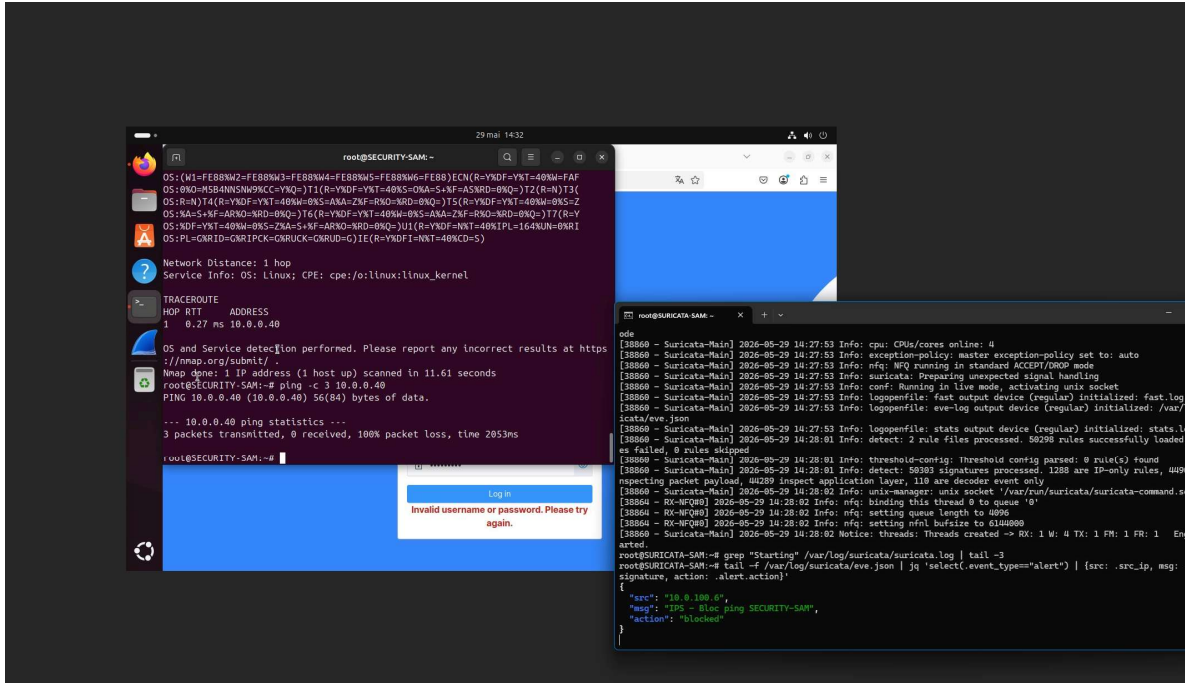 29 mai 14:32
root@SECURITY-SAM: ~
OS:(W1=FE88%W2=FE88%W3=FE88%W4=FE88%W5=FE88%W6=FE88)ECN(R=Y%DF=Y%T=40%W=FAF
OS:0%O=M5B4NNSNW9%CC=Y%Q=)T1(R=Y%DF=Y%T=40%S=O%A=S+%F=AS%RD=0%Q=)T2(R=N)T3(
OS:R=N)T4(R=Y%DF=Y%T=40%W=0%S=A%A=Z%F=R%O=%RD=0%Q=)T5(R=Y%DF=Y%T=40%W=0%S=Z
OS:%A=S+%F=AR%O=%RD=0%Q=)T6(R=Y%DF=Y%T=40%W=0%S=A%A=Z%F=R%O=%RD=0%Q=)T7(R=Y
OS:%DF=Y%T=40%W=0%S=Z%A=S+%F=AR%O=%RD=0%Q=)U1(R=Y%DF=N%T=40%IPL=164%UN=0%RI
OS:PL=G%RID=G%RIPCK=G%RUCK=G%RUD=G)IE(R=Y%DFI=N%T=40%CD=S)
Network Distance: 1 hop
Service Info: OS: Linux; CPE: cpe:/o:linux:linux_kernel
TRACEROUTE
HOP RTT ADDRESS
1 0.27 ms 10.0.0.40
OS and Service detection performed. Please report any incorrect results at https
://nmap.org/submit/ .
Nmap done: 1 IP address (1 host up) scanned in 11.61 seconds
root@SECURITY-SAM:~# ping -c 3 10.0.0.40
PING 10.0.0.40 (10.0.0.40) 56(84) bytes of data.
--- 10.0.0.40 ping statistics ---
3 packets transmitted, 0 received, 100% packet loss, time 2053ms
root@SECURITY-SAM:~#
Log in
Invalid username or password. Please try
again.
root@SURICATA-SAM: ~
ode
[38860 - Suricata-Main] 2026-05-29 14:27:53 Info: cpu: CPUs/cores online: 4
[38860 - Suricata-Main] 2026-05-29 14:27:53 Info: exception-policy: master exception-policy set to: auto
[38860 - Suricata-Main] 2026-05-29 14:27:53 Info: nfq: NFQ running in standard ACCEPT/DROP mode
[38860 - Suricata-Main] 2026-05-29 14:27:53 Info: suricata: Preparing unexpected signal handling
[38860 - Suricata-Main] 2026-05-29 14:27:53 Info: conf: Running in live mode, activating unix socket
[38860 - Suricata-Main] 2026-05-29 14:27:53 Info: logopenfile: fast output device (regular) initialized: fast.log
[38860 - Suricata-Main] 2026-05-29 14:27:53 Info: logopenfile: eve-log output device (regular) initialized: /var/
icata/eve.json
[38860 - Suricata-Main] 2026-05-29 14:27:53 Info: logopenfile: stats output device (regular) initialized: stats.l
[38860 - Suricata-Main] 2026-05-29 14:28:01 Info: detect: 2 rule files processed. 50298 rules successfully loaded
es failed, 0 rules skipped
[38860 - Suricata-Main] 2026-05-29 14:28:01 Info: threshold-config: Threshold config parsed: 0 rule(s) found
[38860 - Suricata-Main] 2026-05-29 14:28:01 Info: detect: 50303 signatures processed. 1288 are IP-only rules, 449
nspecting packet payload, 44289 inspect application layer, 110 are decoder event only
[38860 - Suricata-Main] 2026-05-29 14:28:02 Info: unix-manager: unix socket '/var/run/suricata/suricata-command.s
[38864 - RX-NFQ#0] 2026-05-29 14:28:02 Info: nfq: binding this thread 0 to queue '0'
[38864 - RX-NFQ#0] 2026-05-29 14:28:02 Info: nfq: setting queue length to 4096
[38864 - RX-NFQ#0] 2026-05-29 14:28:02 Info: nfq: setting nfnl bufsize to 6144000
[38860 - Suricata-Main] 2026-05-29 14:28:02 Notice: threads: Threads created -> RX: 1 W: 4 TX: 1 FM: 1 FR: 1 En
arted.
root@SURICATA-SAM:~# grep "Starting" /var/log/suricata/suricata.log | tail -3
root@SURICATA-SAM:~# tail -f /var/log/suricata/eve.json | jq 'select(.event_type=="alert") | {src: .src_ip, msg:
signature, action: .alert.action}'
{
"src": "10.0.100.6",
"msg": "IPS - Bloc ping SECURITY-SAM",
"action": "blocked"
}